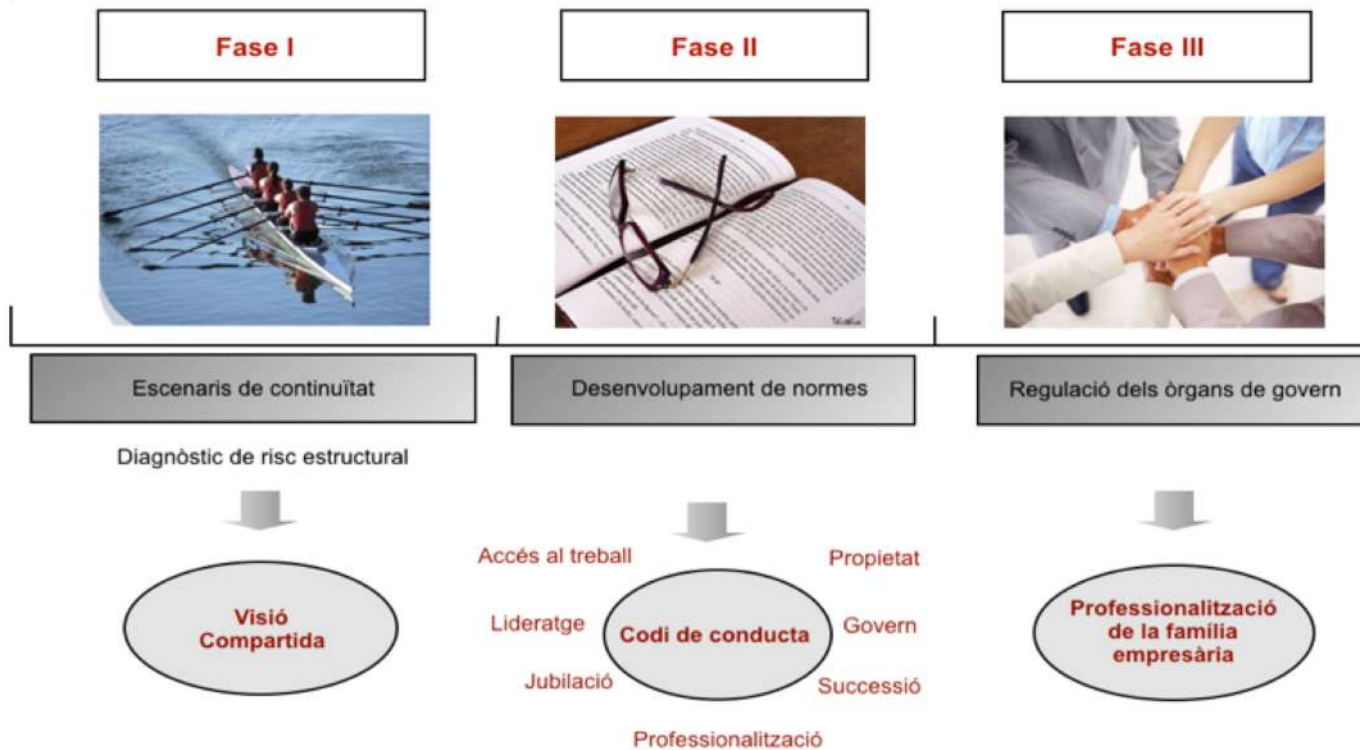 Fase I
Fase II
Fase III
Escenaris de continuïtat
Desenvolupament de normes
Regulació dels òrgans de govern
Diagnòstic de risc estructural
Accés al treball
Propietat
Visió
Compartida
Lideratge
Codi de conducta
Govern
Jubilació
Successió
Professionalització
Professionalització
de la família
empresària